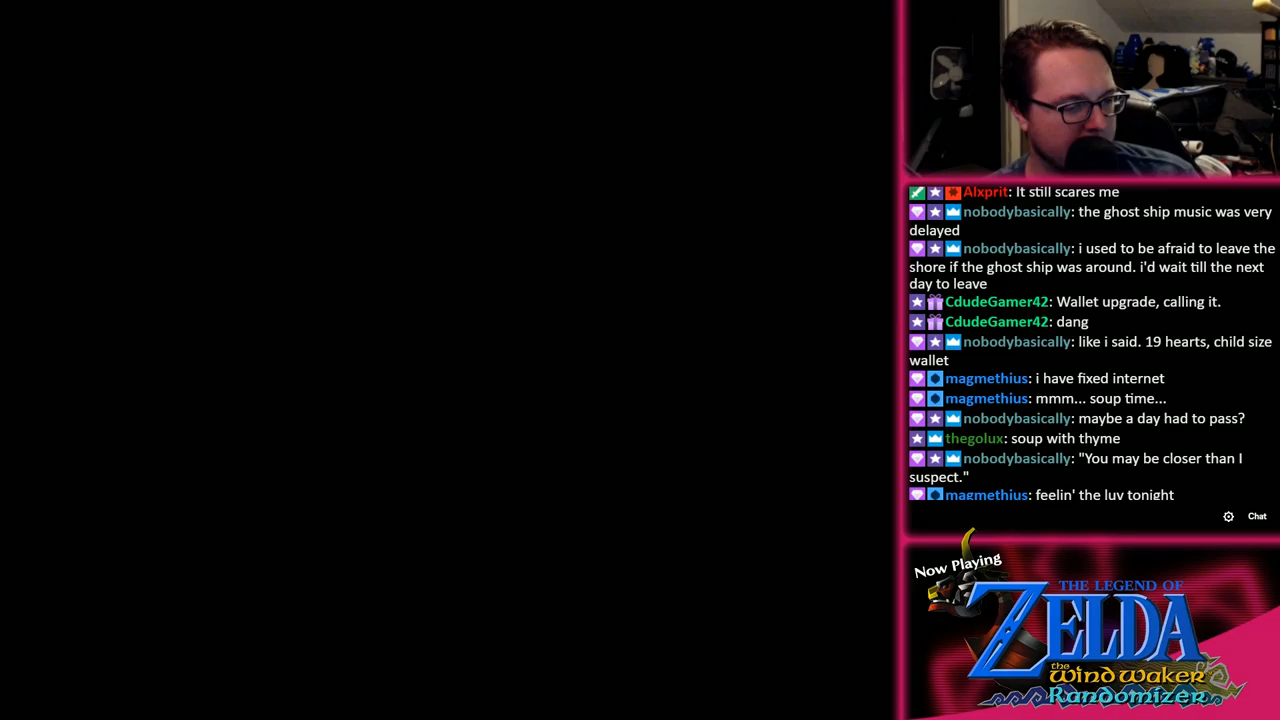 Alxprit: It still scares me
nobodybasically: the ghost ship music was very
delayed
nobodybasically: i used to be afraid to leave the
shore if the ghost ship was around. i'd wait till the next
day to leave
CdudeGamer42: Wallet upgrade, calling it.
CdudeGamer42: dang
nobodybasically: like i said. 19 hearts, child size
wallet
magmethius: i have fixed internet
magmethius: mmm... soup time...
nobodybasically: maybe a day had to pass?
thegolux: soup with thyme
nobodybasically: "You may be closer than I
suspect."
magmethius: feelin' the luv tonight
Chat
Now Playing
THE LEGEND OF
ZELDA
the
Wind Waker
Randomizer